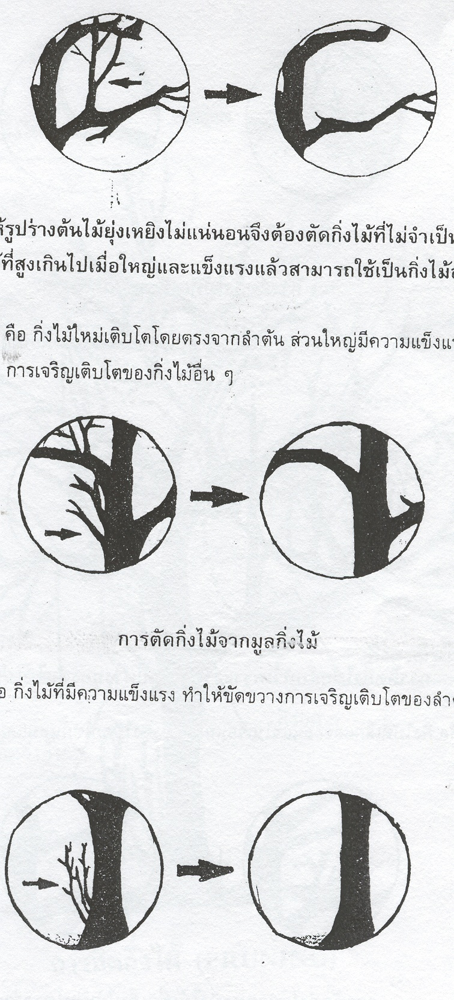 ให้รูปร่างต้นไม้ยุ่งเหยิงไม่แน่นอนจึงต้องตัดกิ่งไม้ที่ไม่จำเป็น
ที่สูงเกินไปเมื่อใหญ่และแข็งแรงแล้วสามารถใช้เป็นกิ่งไม้
คือ กิ่งไม้ใหม่เติบโตโดยตรงจากลำต้น ส่วนใหญ่มีความแข็งแ
การเจริญเติบโตของกิ่งไม้อื่น ๆ
การตัดกิ่งไม้จากมูลกิ่งไม้
อ กิ่งไม้ที่มีความแข็งแรง ทำให้ขัดขวางการเจริญเติบโตของลำ